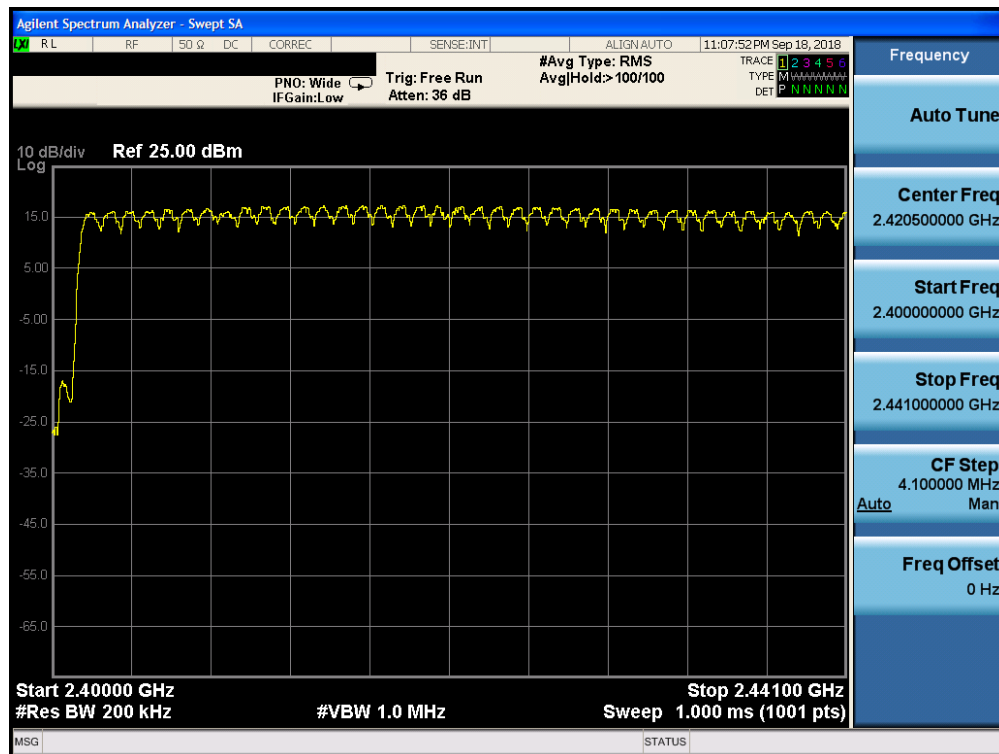 Agilent Spectrum Analyzer - Swept SA
LXI RL RF 50 Ω DC CORREC SENSE:INT ALIGN AUTO 11:07:52 PM Sep 18, 2018
PNO: Wide IFGain:Low
Trig: Free Run
Atten: 36 dB
#Avg Type: RMS
Avg|Hold:>100/100
TRACE 1 2 3 4 5 6
TYPE M WWWWW
DET P N N N N N
10 dB/div Ref 25.00 dBm
Log
15.0
5.00
-5.00
-15.0
-25.0
-35.0
-45.0
-55.0
-65.0
Start 2.40000 GHz Stop 2.44100 GHz
#Res BW 200 kHz #VBW 1.0 MHz Sweep 1.000 ms (1001 pts)
MSG STATUS
Frequency
Auto Tune
Center Freq
2.420500000 GHz
Start Freq
2.400000000 GHz
Stop Freq
2.441000000 GHz
CF Step
4.100000 MHz
Auto Man
Freq Offset
0 Hz